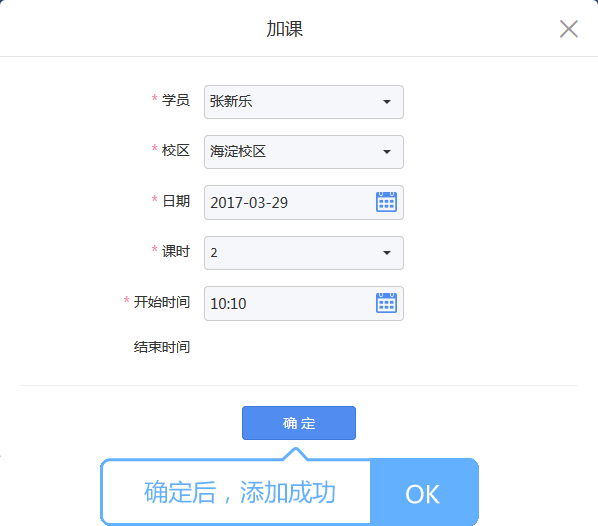 加课
* 学员 张新乐
* 校区 海淀校区
* 日期 2017-03-29
* 课时 2
* 开始时间 10:10
结束时间
确定
确定后，添加成功 OK